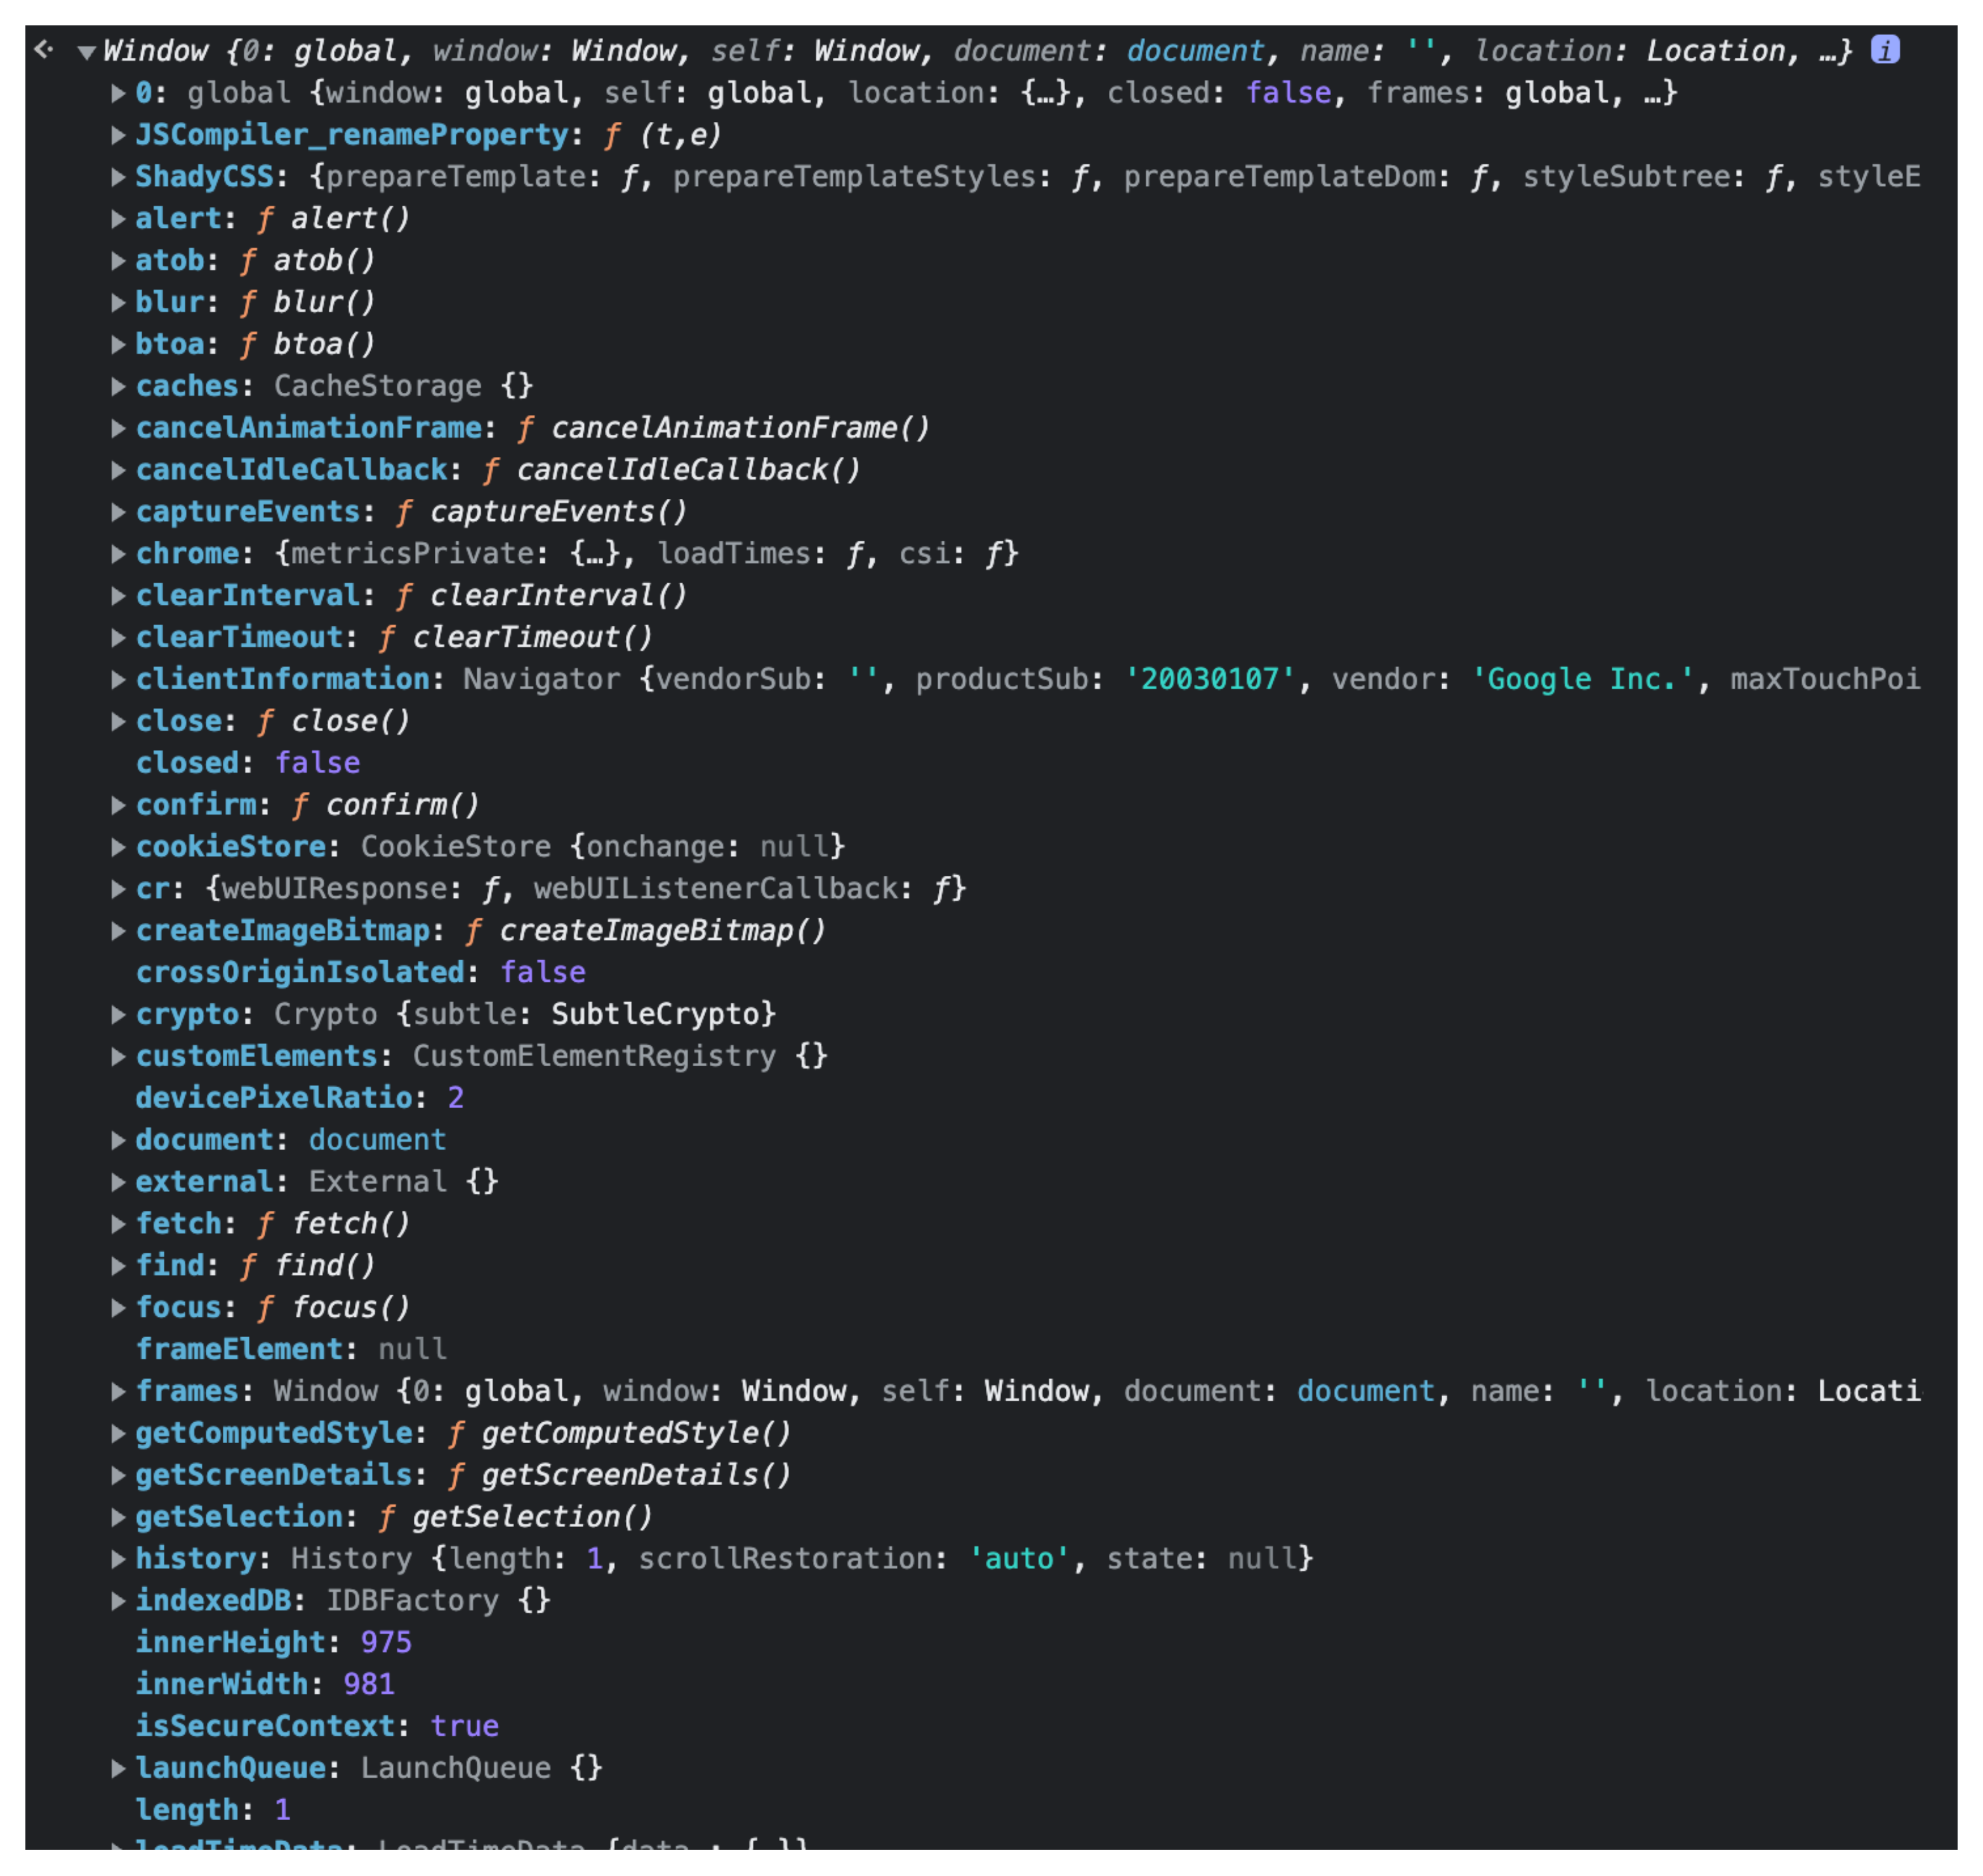 Window {0: global, window: Window, self: Window, document: document, name: '', location: Location, …} i
0: global {window: global, self: global, location: {…}, closed: false, frames: global, …}
JSCompiler_renameProperty: ƒ (t,e)
ShadyCSS: {prepareTemplate: ƒ, prepareTemplateStyles: ƒ, prepareTemplateDom: ƒ, styleSubtree: ƒ, styleE
alert: ƒ alert()
atob: ƒ atob()
blur: ƒ blur()
btoa: ƒ btoa()
caches: CacheStorage {}
cancelAnimationFrame: ƒ cancelAnimationFrame()
cancelIdleCallback: ƒ cancelIdleCallback()
captureEvents: ƒ captureEvents()
chrome: {metricsPrivate: {…}, loadTimes: ƒ, csi: ƒ}
clearInterval: ƒ clearInterval()
clearTimeout: ƒ clearTimeout()
clientInformation: Navigator {vendorSub: '', productSub: '20030107', vendor: 'Google Inc.', maxTouchPoi
close: ƒ close()
closed: false
confirm: ƒ confirm()
cookieStore: CookieStore {onchange: null}
cr: {webUIResponse: ƒ, webUIListenerCallback: ƒ}
createImageBitmap: ƒ createImageBitmap()
crossOriginIsolated: false
crypto: Crypto {subtle: SubtleCrypto}
customElements: CustomElementRegistry {}
devicePixelRatio: 2
document: document
external: External {}
fetch: ƒ fetch()
find: ƒ find()
focus: ƒ focus()
frameElement: null
frames: Window {0: global, window: Window, self: Window, document: document, name: '', location: Locati
getComputedStyle: ƒ getComputedStyle()
getScreenDetails: ƒ getScreenDetails()
getSelection: ƒ getSelection()
history: History {length: 1, scrollRestoration: 'auto', state: null}
indexedDB: IDBFactory {}
innerHeight: 975
innerWidth: 981
isSecureContext: true
launchQueue: LaunchQueue {}
length: 1
loadTimeData: LoadTimeData {data_: {…}}